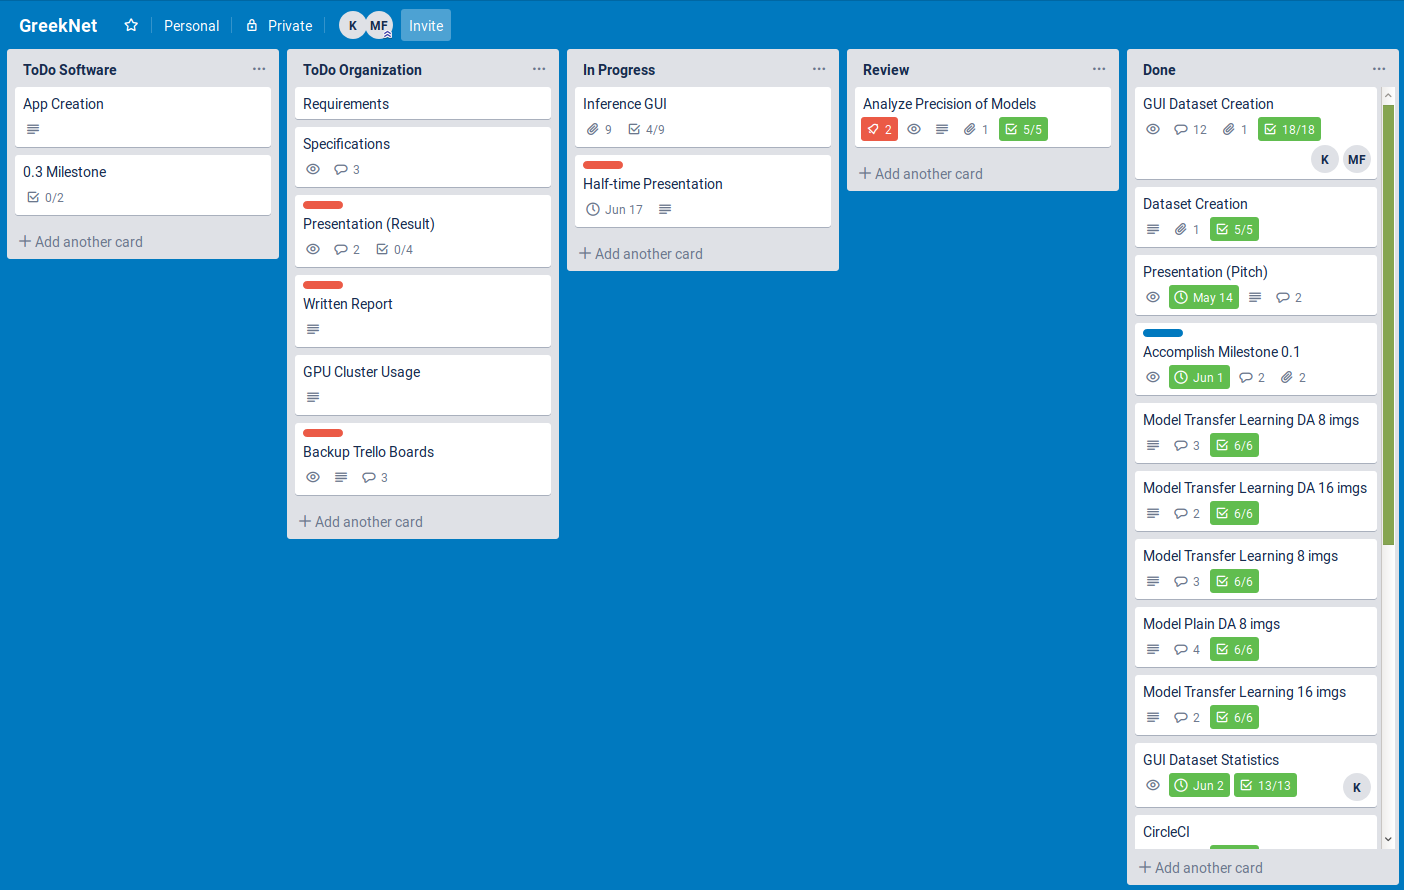 GreekNet Personal Private K MF Invite
ToDo Software
App Creation
0.3 Milestone
0/2
Add another card
ToDo Organization
Requirements
Specifications
3
Presentation (Result)
2 0/4
Written Report
GPU Cluster Usage
Backup Trello Boards
3
Add another card
In Progress
Inference GUI
9 4/9
Half-time Presentation
Jun 17
Add another card
Review
Analyze Precision of Models
2 1 5/5
Add another card
Done
GUI Dataset Creation
12 1 18/18
K MF
Dataset Creation
1 5/5
Presentation (Pitch)
May 14 2
Accomplish Milestone 0.1
Jun 1 2 2
Model Transfer Learning DA 8 imgs
3 6/6
Model Transfer Learning DA 16 imgs
2 6/6
Model Transfer Learning 8 imgs
3 6/6
Model Plain DA 8 imgs
4 6/6
Model Transfer Learning 16 imgs
2 6/6
GUI Dataset Statistics
Jun 2 13/13 K
CircleCI
Add another card